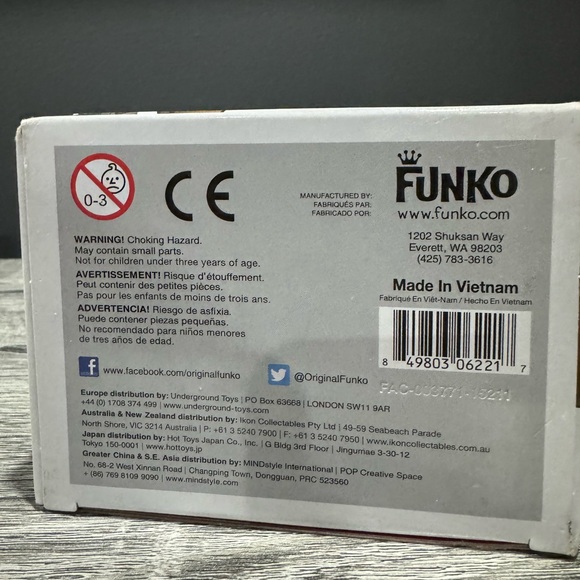 0-3
CE
MANUFACTURED BY:
FABRIQUÉS PAR:
FABRICADO POR:
FUNKO
www.funko.com
1202 Shuksan Way
Everett, WA 98203
(425) 783-3616
WARNING! Choking Hazard.
May contain small parts.
Not for children under three years of age.
AVERTISSEMENT! Risque d'étouffement.
Peut contenir des petites pièces.
Pas pour les enfants de moins de trois ans.
ADVERTENCIA! Riesgo de asfixia.
Puede contener piezas pequeñas.
No recomendado para niños menores
de tres años de edad.
Made In Vietnam
Fabriqué En Viêt-Nam / Hecho En Vietnam
8 49803 06221 7
www.facebook.com/originalfunko
@OriginalFunko
Europe distribution by: Underground Toys | PO Box 63668 | LONDON SW11 9AR
+44 (0) 1708 374 499 | www.underground-toys.com
Australia & New Zealand distribution by: Ikon Collectables Pty Ltd | 49-59 Seabeach Parade
North Shore, VIC 3214 Australia | P: +61 3 5240 7900 | F: +61 3 5240 7950 | www.ikoncollectables.com.au
Japan distribution by: Hot Toys Japan Co., Inc. | G Bldg 3rd Floor | Jingumae 3-30-12
Tokyo 150-0001 | www.hottoys.jp
Greater China & S.E. Asia distribution by: MINDstyle International | POP Creative Space
No. 68-2 West Xinnan Road | Changping Town, Dongguan, PRC 523560
+ (86) 769 8109 9090 | www.mindstyle.com